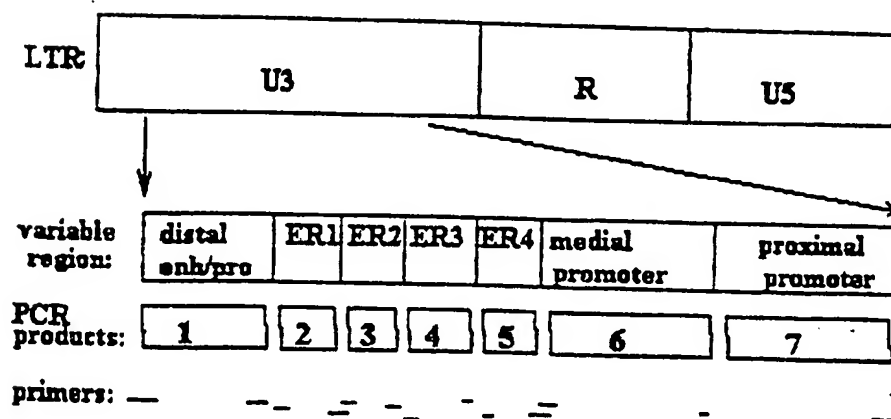 LTR:
U3 R U5
variable region:
distal enh/pro
ER1 ER2 ER3 ER4
medial promoter
proximal promoter
PCR products:
1 2 3 4 5 6 7
primers: